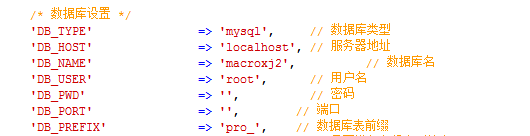 /* 数据库设置 */
'DB_TYPE' => 'mysql', // 数据库类型
'DB_HOST' => 'localhost', // 服务器地址
'DB_NAME' => 'macroxj2', // 数据库名
'DB_USER' => 'root', // 用户名
'DB_PWD' => '', // 密码
'DB_PORT' => '', // 端口
'DB_PREFIX' => 'pro_', // 数据库表前缀